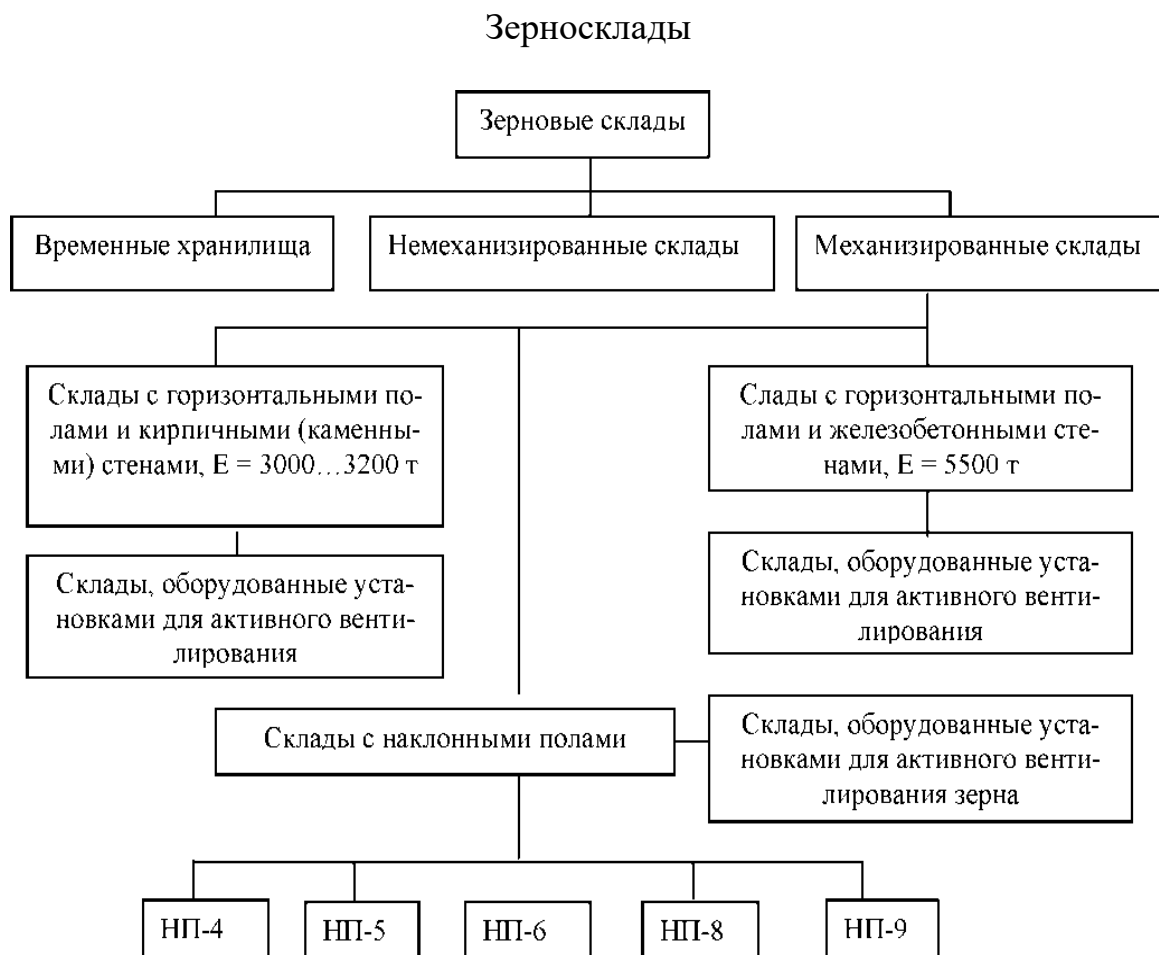 Зерносклады
Зерновые склады
Временные хранилища
Немеханизированные склады
Механизированные склады
Склады с горизонтальными по-
лами и кирпичными (каменны-
ми) стенами, Е = 3000...3200 т
Слады с горизонтальными по-
лами и железобетонными сте-
нами, Е = 5500 т
Склады, оборудованные уста-
новками для активного венти-
лирования
Склады, оборудованные уста-
новками для активного венти-
лирования
Склады с наклонными полами
Склады, оборудованные уста-
новками для активного венти-
лирования зерна
НП-4
НП-5
НП-6
НП-8
НП-9